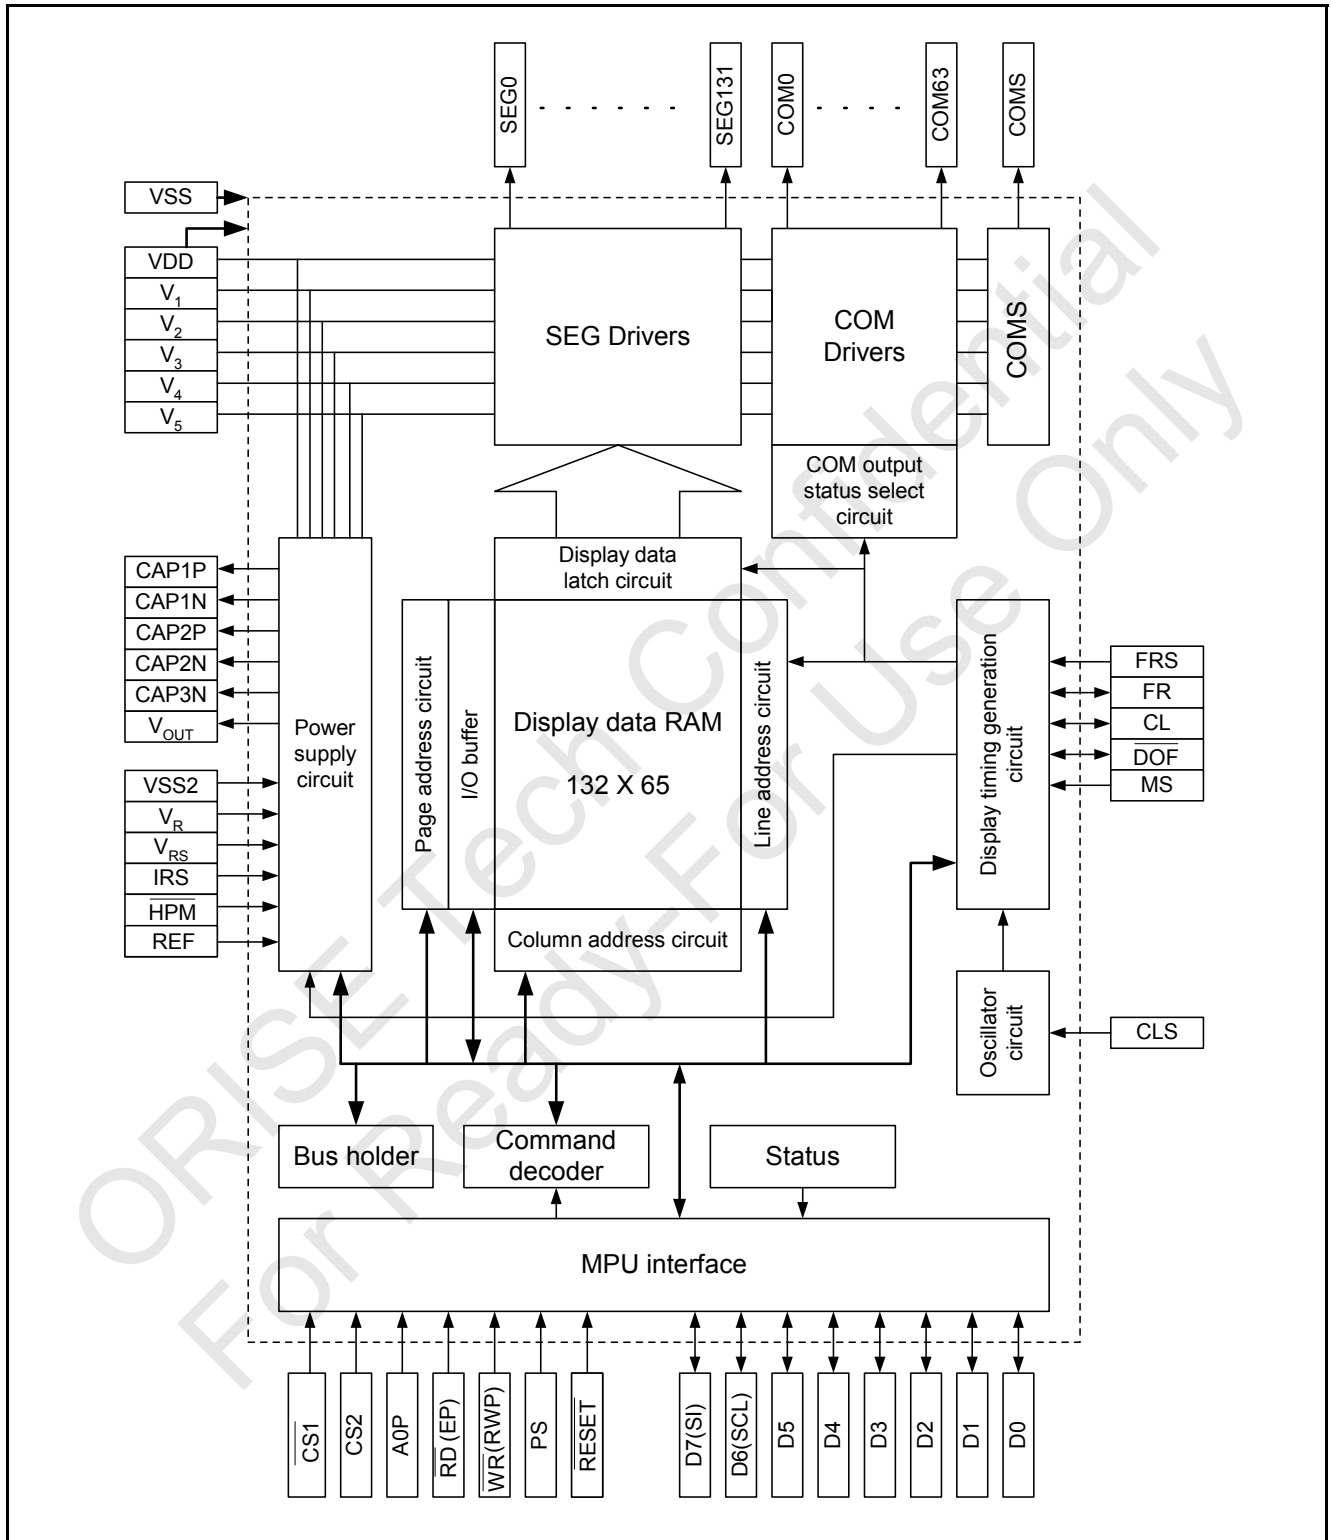 SEG0
SEG131
COM0
COM63
COMS
VSS
VDD
V1
V2
V3
V4
V5
SEG Drivers
COM
Drivers
COMS
COM output
status select
circuit
Display data
latch circuit
CAP1P
CAP1N
CAP2P
CAP2N
CAP3N
VOUT
VSS2
VR
VRS
IRS
HPM
REF
Power
supply
circuit
Page address circuit
I/O buffer
Display data RAM
132 X 65
Line address circuit
Column address circuit
Display timing generation
circuit
FRS
FR
CL
DOF
MS
Oscillator
circuit
CLS
Bus holder
Command
decoder
Status
MPU interface
CS1
CS2
A0P
RD (EP)
WR(RWP)
PS
RESET
D7(SI)
D6(SCL)
D5
D4
D3
D2
D1
D0
ORISE Tech Confidential
For Ready-For Use Only